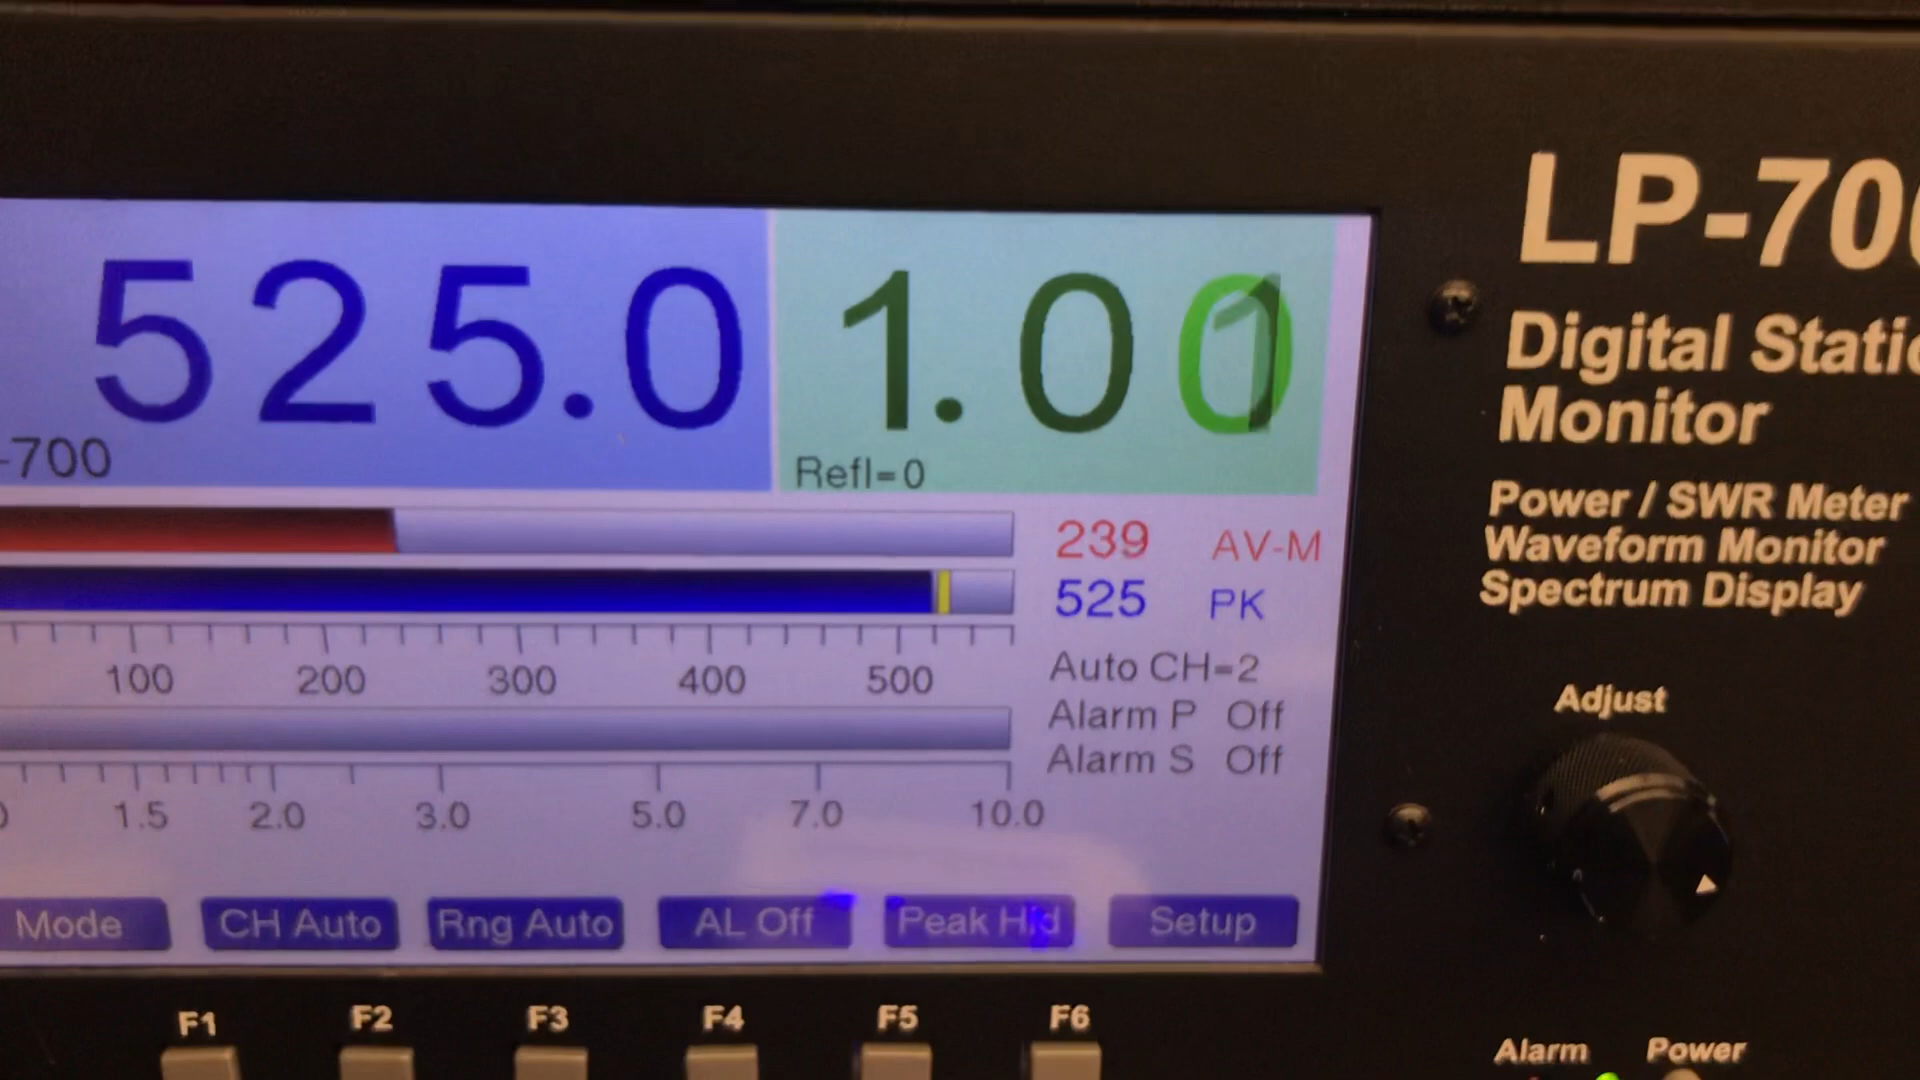 525.0
1.0
-700
Refl=0
239 AV-M
525 PK
100 200 300 400 500
Auto CH=2
Alarm P Off
Alarm S Off
1.5 2.0 3.0 5.0 7.0 10.0
Mode CH Auto Rng Auto AL Off Peak Hld Setup
F1 F2 F3 F4 F5 F6
LP-700
Digital Static
Monitor
Power / SWR Meter
Waveform Monitor
Spectrum Display
Adjust
Alarm Power